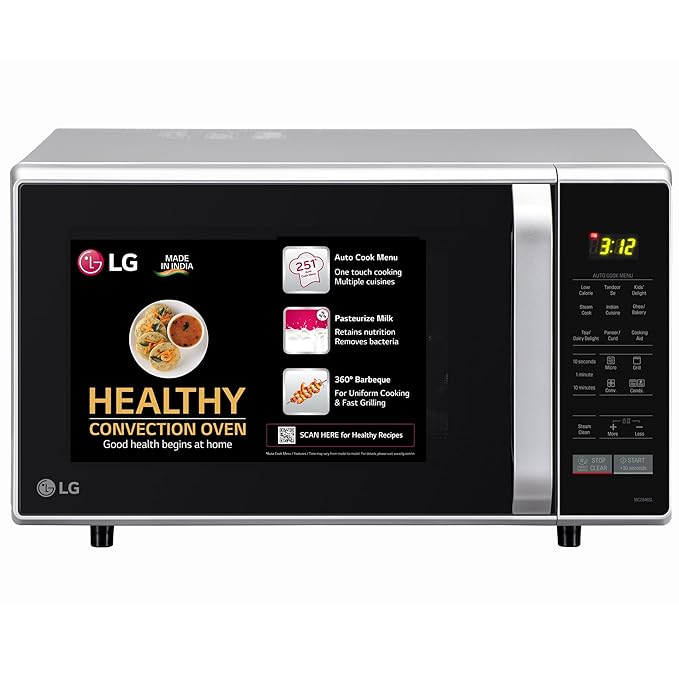 LG
MADE
IN INDIA
HEALTHY
CONVECTION OVEN
Good health begins at home
251*
Auto Cook Menu
One touch cooking
Multiple cuisines
Pasteurize Milk
Retains nutrition
Removes bacteria
360° Barbeque
For Uniform Cooking
& Fast Grilling
SCAN HERE for Healthy Recipes
LG
3:12
AUTO COOK MENU
Low
Calorie
Tandoor
Se
Kids'
Delight
Steam
Cook
Indian
Cuisine
Ghee/
Bakery
Tea/
Dairy Delight
Paneer/
Curd
Cooking
Aid
10 seconds
1 minute
10 minutes
Micro
Grill
Conv.
Combi.
Steam
Clean
+
More
−
Less
STOP
CLEAR
START
+30 seconds
MC2846SL